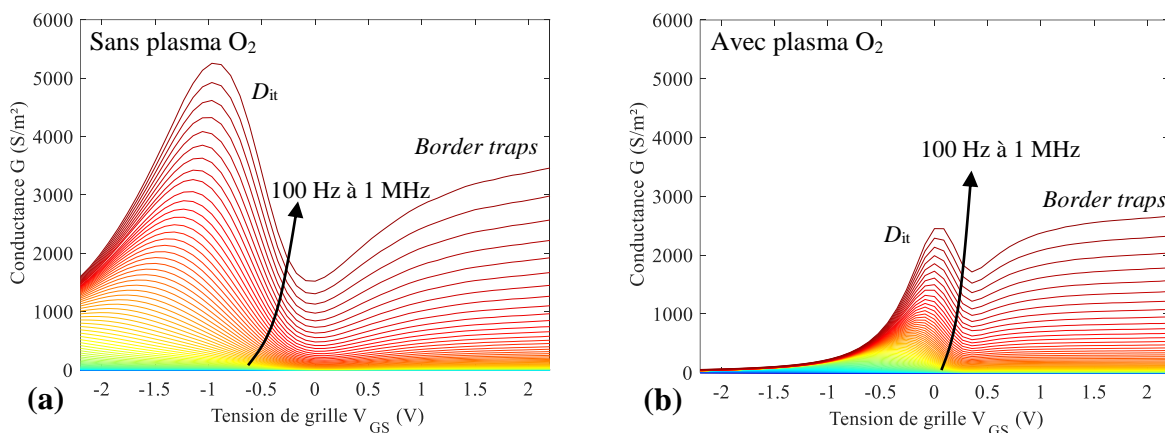 Sans plasma O₂
Conductance G (S/m²)
6000
5000
4000
3000
2000
1000
0
Dit
Border traps
100 Hz à 1 MHz
-2
-1.5
-1
-0.5
0
0.5
1
1.5
2
Tension de grille V_GS (V)
(a)
Avec plasma O₂
Conductance G (S/m²)
6000
5000
4000
3000
2000
1000
0
100 Hz à 1 MHz
Border traps
Dit
-2
-1.5
-1
-0.5
0
0.5
1
1.5
2
Tension de grille V_GS (V)
(b)